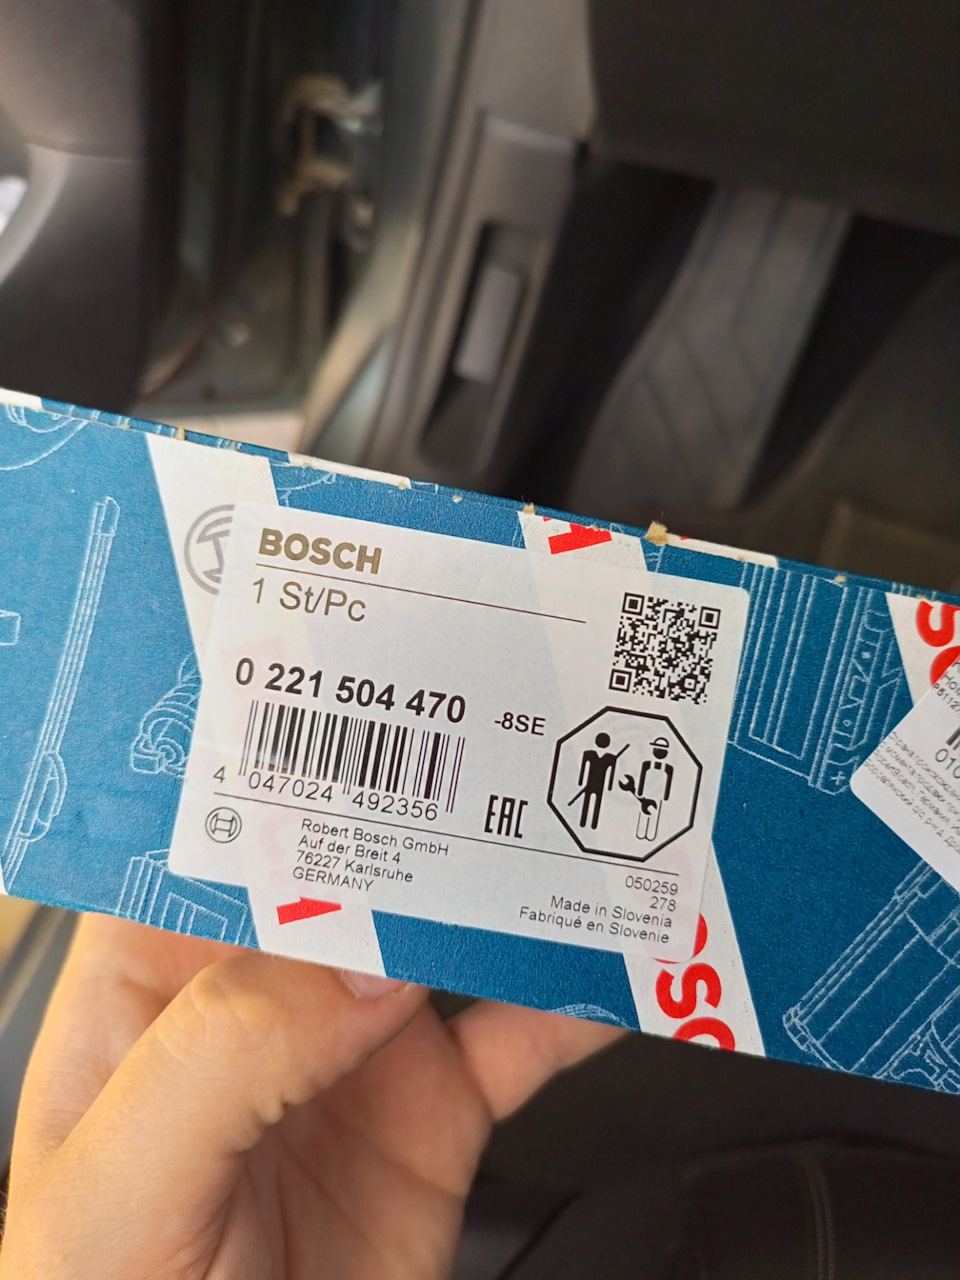 BOSCH
1 St/Pc
0 221 504 470
-8SE
4 047024 492356
EAC
Robert Bosch GmbH
Auf der Breit 4
76227 Karlsruhe
GERMANY
050259
278
Made in Slovenia
Fabriqué en Slovenie